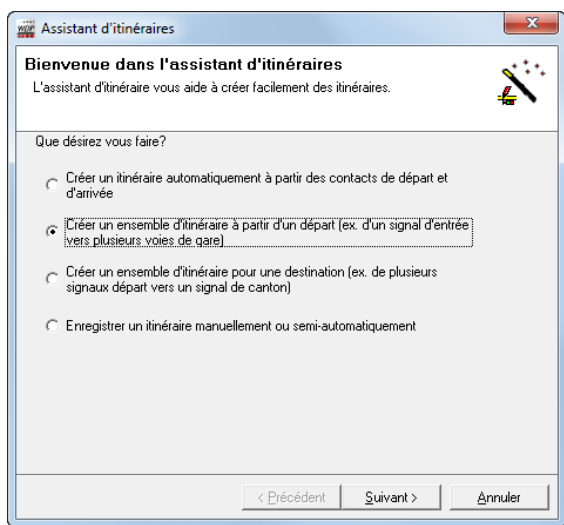 WDP Assistant d'itinéraires
Bienvenue dans l'assistant d'itinéraires
L'assistant d'itinéraire vous aide à créer facilement des itinéraires.
Que désirez vous faire?
Créer un itinéraire automatiquement à partir des contacts de départ et
d'arrivée
Créer un ensemble d'itinéraire à partir d'un départ (ex. d'un signal d'entrée
vers plusieurs voies de gare)
Créer un ensemble d'itinéraire pour une destination (ex. de plusieurs
signaux départ vers un signal de canton)
Enregistrer un itinéraire manuellement ou semi-automatiquement
< Précédent Suivant > Annuler